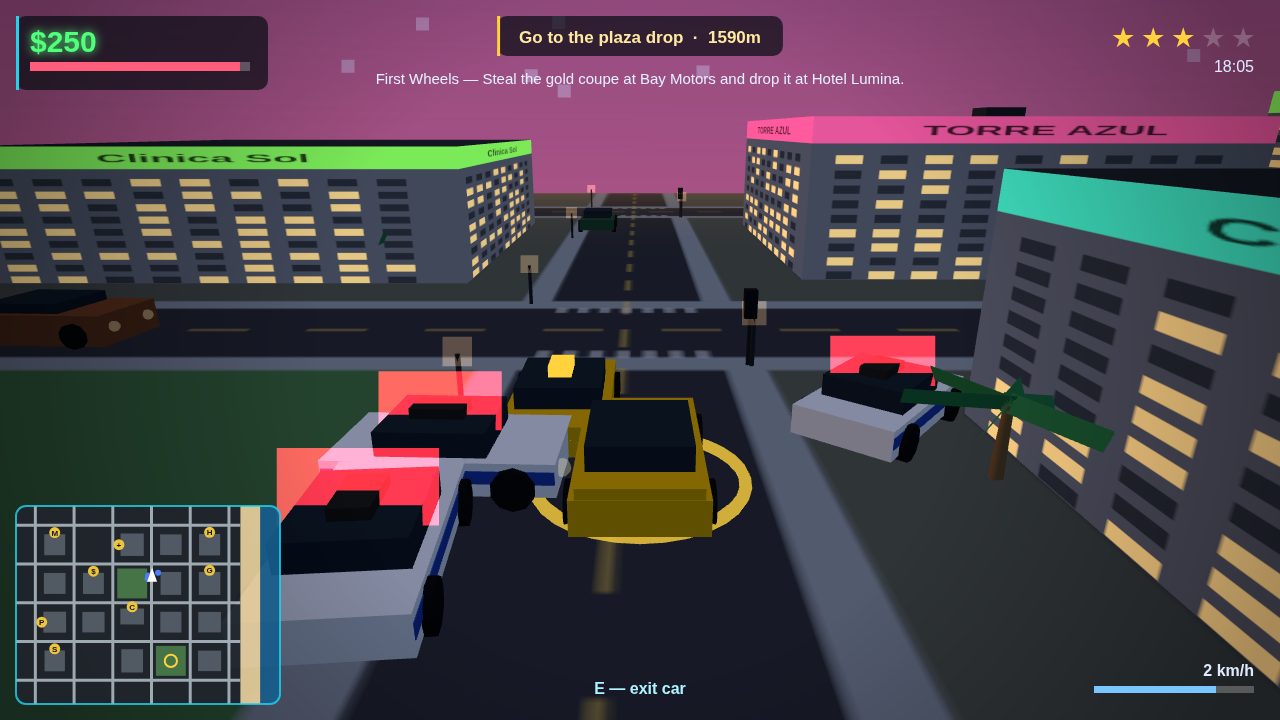 $250
Go to the plaza drop · 1590m
First Wheels — Steal the gold coupe at Bay Motors and drop it at Hotel Lumina.
18:05
Clinica Sol
Clinica Sol
TORRE AZUL
TORRE AZUL
C
M
+
H
$
G
C
P
S
E — exit car
2 km/h